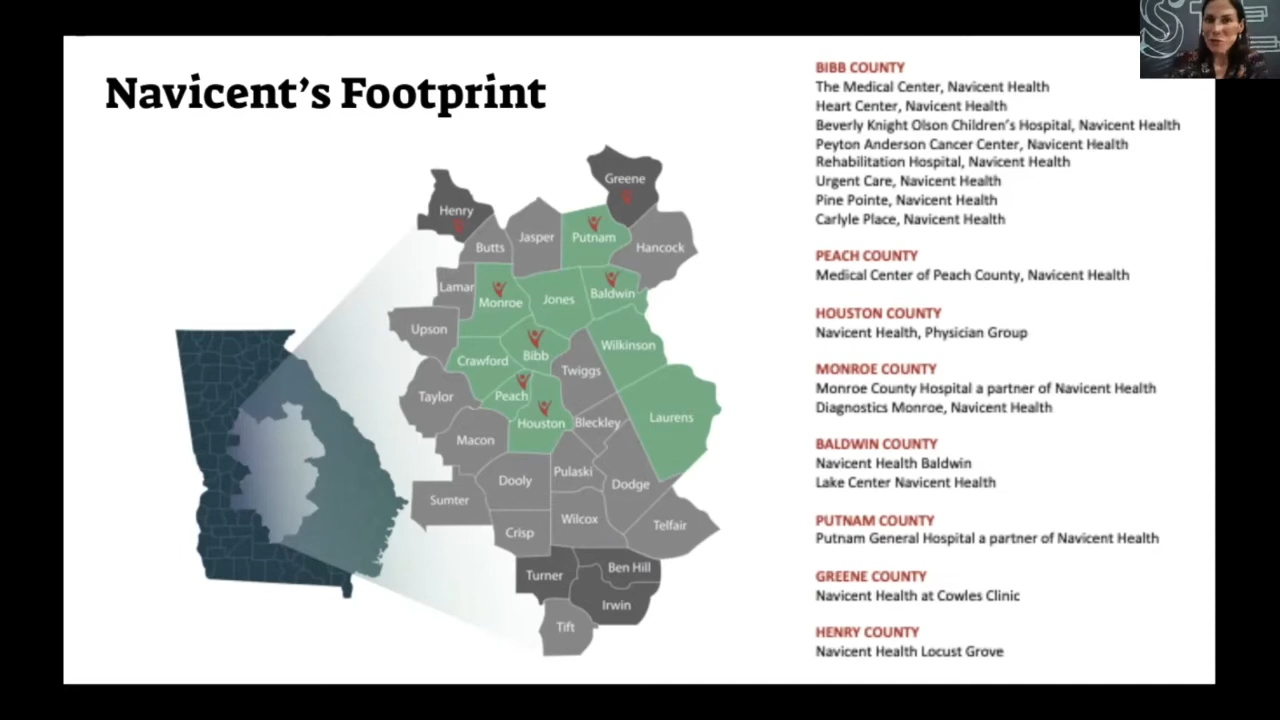 Navicent's Footprint
Greene
Henry
Putnam
Jasper
Butts
Hancock
Lamar
Monroe
Jones
Baldwin
Upson
Bibb
Wilkinson
Crawford
Twiggs
Taylor
Peach
Houston
Bleckley
Laurens
Macon
Pulaski
Dooly
Dodge
Sumter
Wilcox
Telfair
Crisp
Turner
Ben Hill
Irwin
Tift
BIBB COUNTY
The Medical Center, Navicent Health
Heart Center, Navicent Health
Beverly Knight Olson Children's Hospital, Navicent Health
Peyton Anderson Cancer Center, Navicent Health
Rehabilitation Hospital, Navicent Health
Urgent Care, Navicent Health
Pine Pointe, Navicent Health
Carlyle Place, Navicent Health
PEACH COUNTY
Medical Center of Peach County, Navicent Health
HOUSTON COUNTY
Navicent Health, Physician Group
MONROE COUNTY
Monroe County Hospital a partner of Navicent Health
Diagnostics Monroe, Navicent Health
BALDWIN COUNTY
Navicent Health Baldwin
Lake Center Navicent Health
PUTNAM COUNTY
Putnam General Hospital a partner of Navicent Health
GREENE COUNTY
Navicent Health at Cowles Clinic
HENRY COUNTY
Navicent Health Locust Grove